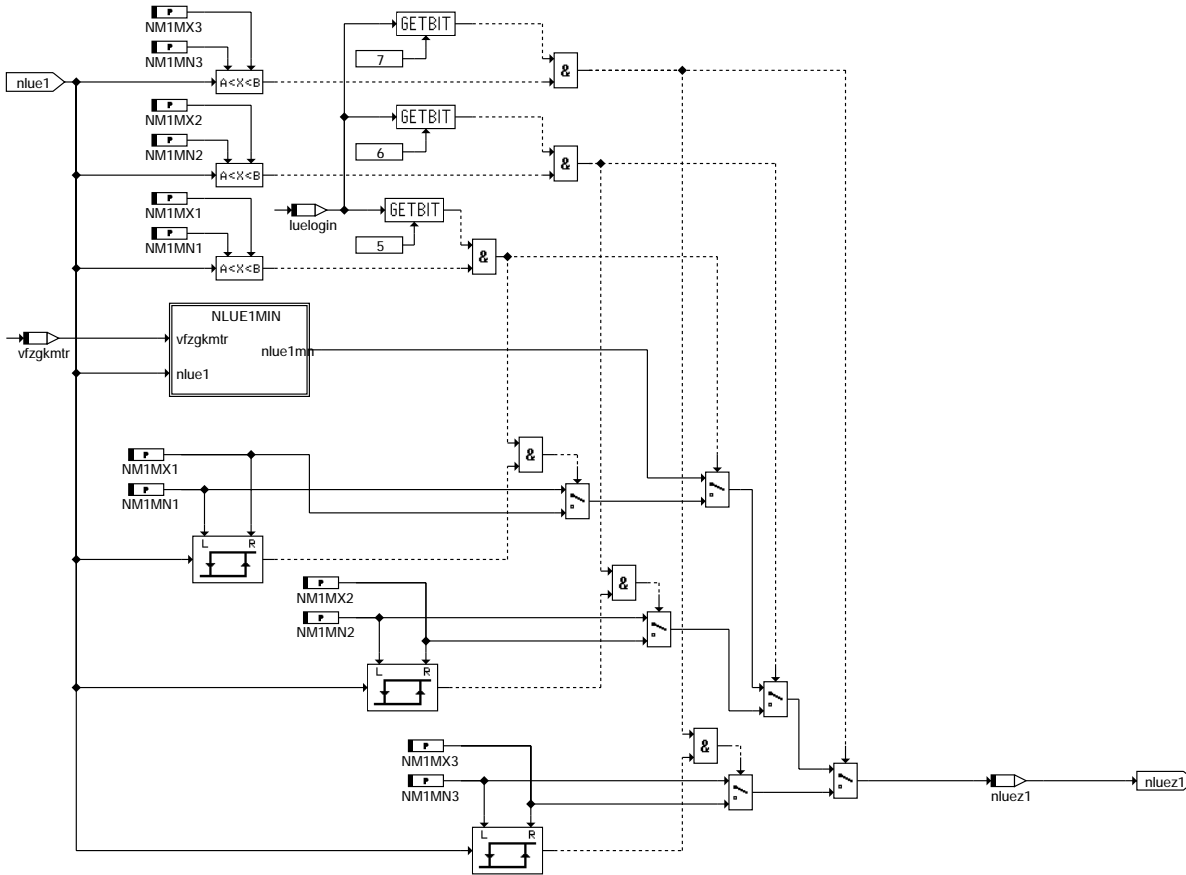 P
NM1MX3
P
NM1MN3
GETBIT
7
&
nlue1
A<X<B
P
NM1MX2
P
NM1MN2
GETBIT
6
&
A<X<B
P
NM1MX1
P
NM1MN1
luelogin
GETBIT
5
&
A<X<B
NLUE1MIN
vfzgkmtr
vfzgkmtr
nlue1mn
nlue1
P
NM1MX1
P
NM1MN1
&
L R
P
NM1MX2
P
NM1MN2
&
L R
P
NM1MX3
P
NM1MN3
&
L R
nluez1
nluez1